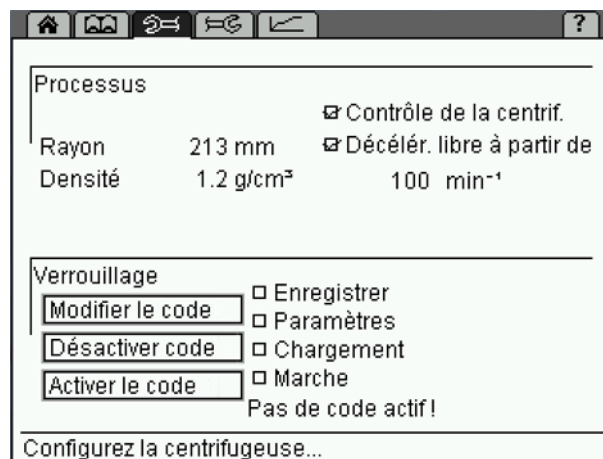 ?
Processus
Contrôle de la centrif.
Rayon 213 mm Décélér. libre à partir de
Densité 1.2 g/cm³ 100 min⁻¹
Verrouillage
Enregistrer
Modifier le code
Paramètres
Désactiver code Chargement
Activer le code Marche
Pas de code actif!
Configurez la centrifugeuse...